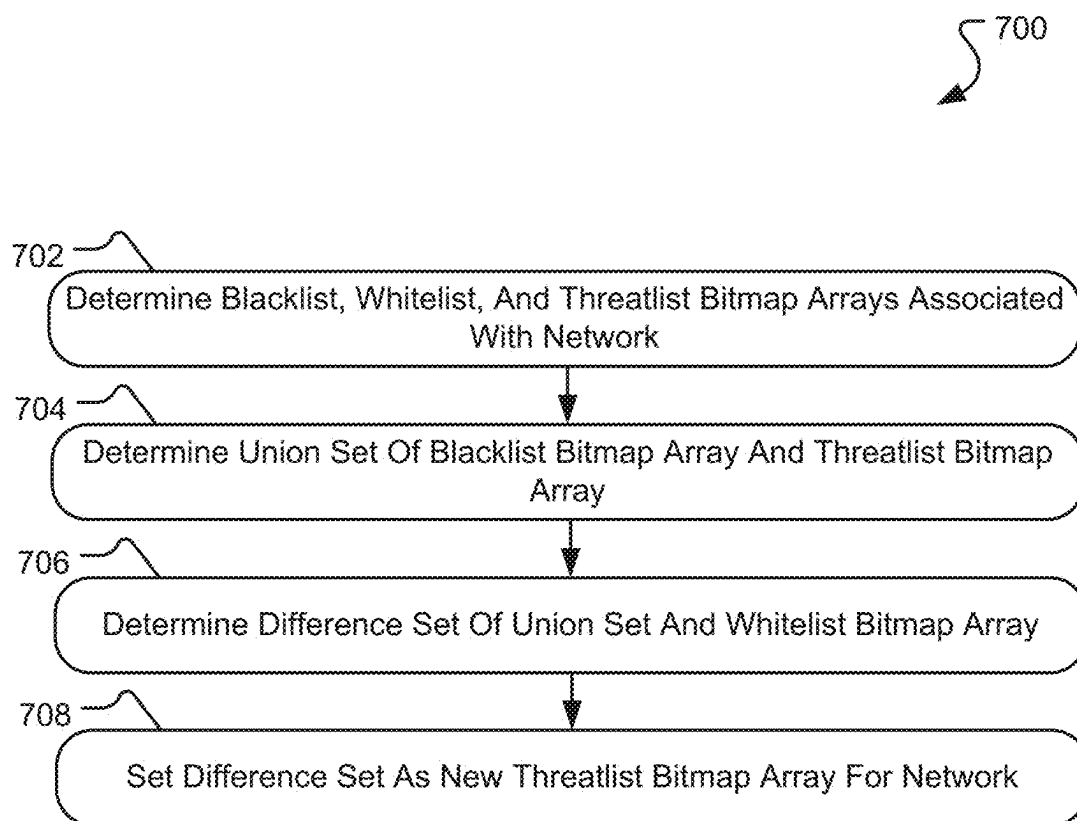 700
702
Determine Blacklist, Whitelist, And Threatlist Bitmap Arrays Associated
With Network
704
Determine Union Set Of Blacklist Bitmap Array And Threatlist Bitmap
Array
706
Determine Difference Set Of Union Set And Whitelist Bitmap Array
708
Set Difference Set As New Threatlist Bitmap Array For Network